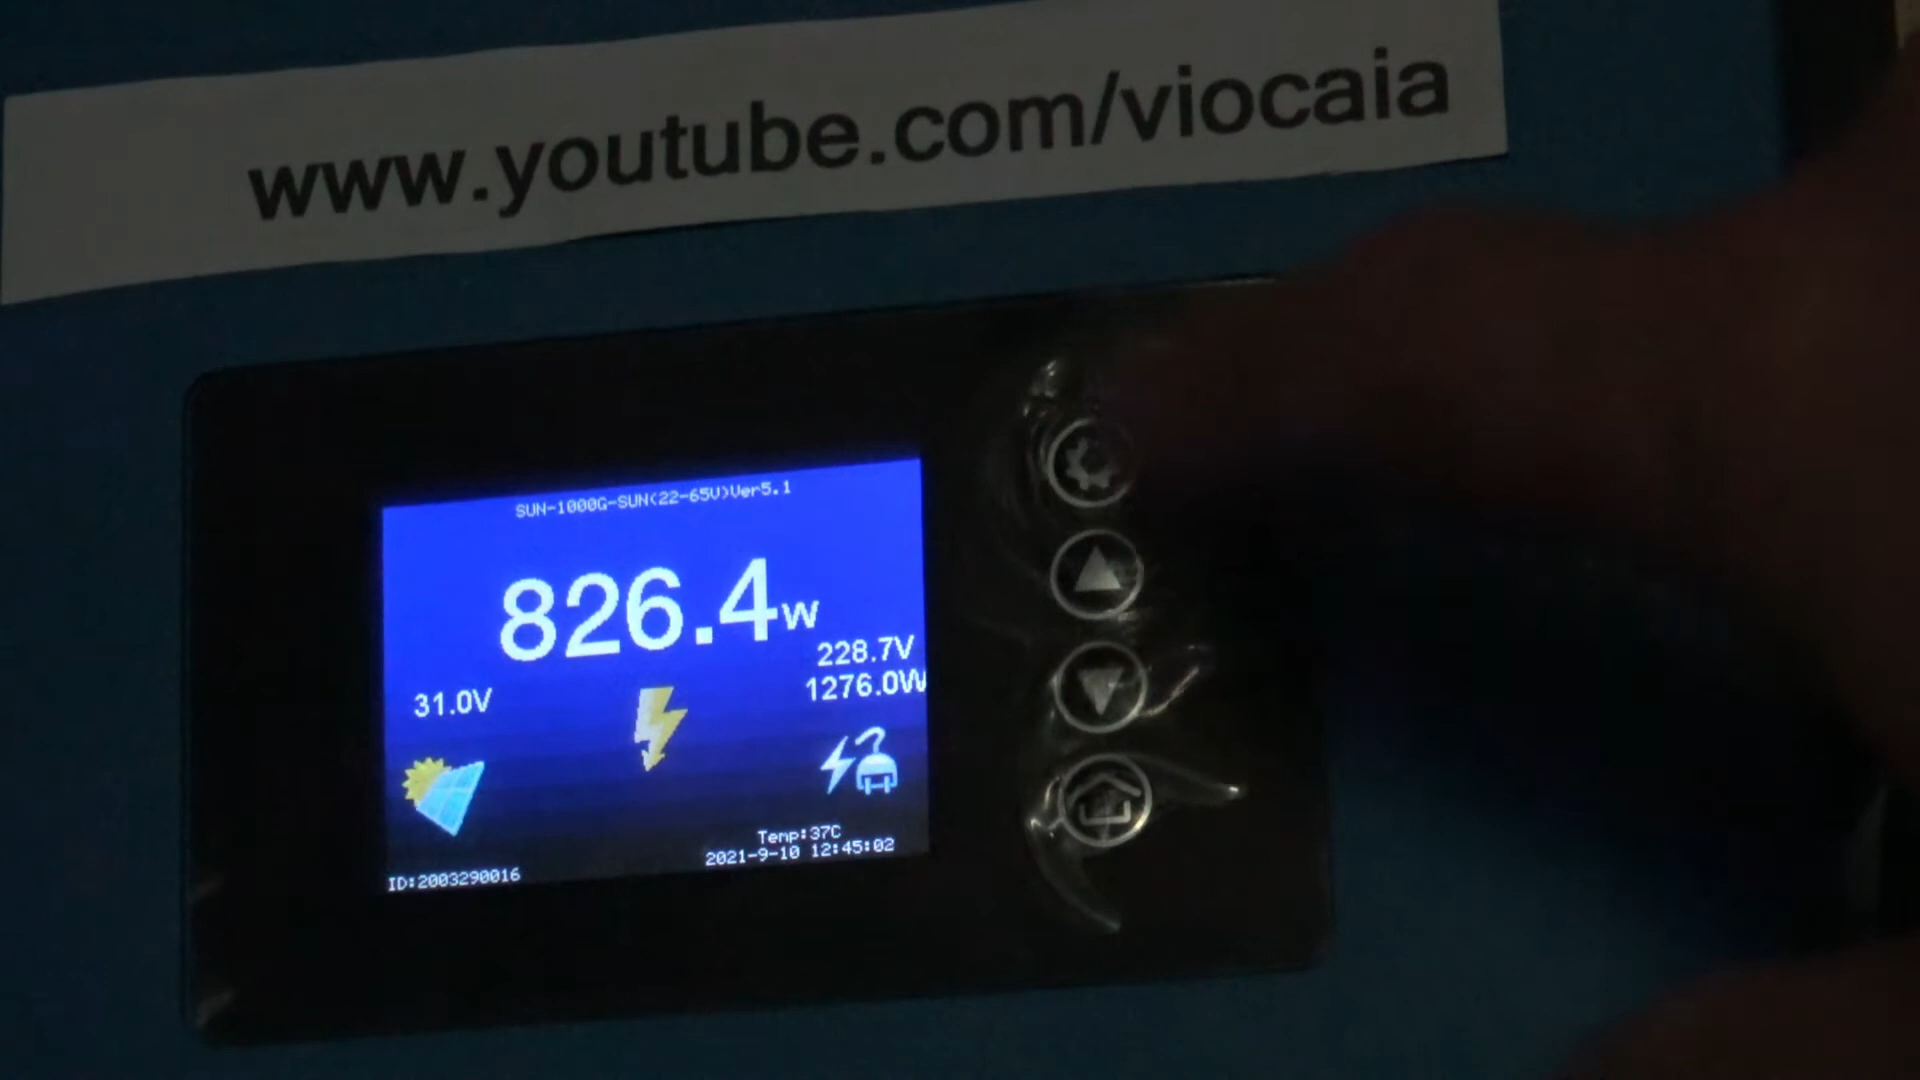 www.youtube.com/viocaia
SUN-1000G-SUN(22-65V)Ver5.1
826.4W
228.7V
1276.0W
31.0V
Temp:37C
2021-9-10 12:45:02
ID:2003290016